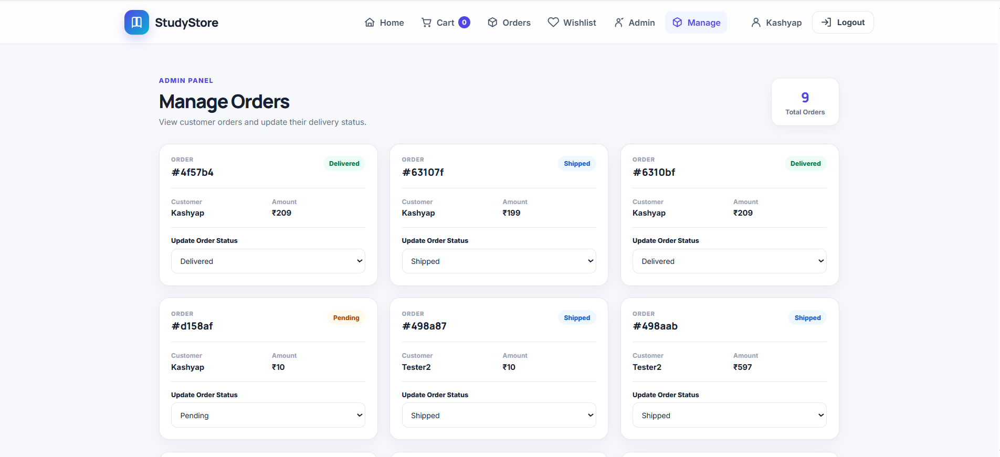 StudyStore
Home
Cart 0
Orders
Wishlist
Admin
Manage
Kashyap
Logout
ADMIN PANEL
Manage Orders
View customer orders and update their delivery status.
9
Total Orders
ORDER
#4f57b4
Delivered
Customer
Kashyap
Amount
₹209
Update Order Status
Delivered
ORDER
#63107f
Shipped
Customer
Kashyap
Amount
₹199
Update Order Status
Shipped
ORDER
#6310bf
Delivered
Customer
Kashyap
Amount
₹209
Update Order Status
Delivered
ORDER
#d158af
Pending
Customer
Kashyap
Amount
₹10
Update Order Status
Pending
ORDER
#498a87
Shipped
Customer
Tester2
Amount
₹10
Update Order Status
Shipped
ORDER
#498aab
Shipped
Customer
Tester2
Amount
₹597
Update Order Status
Shipped